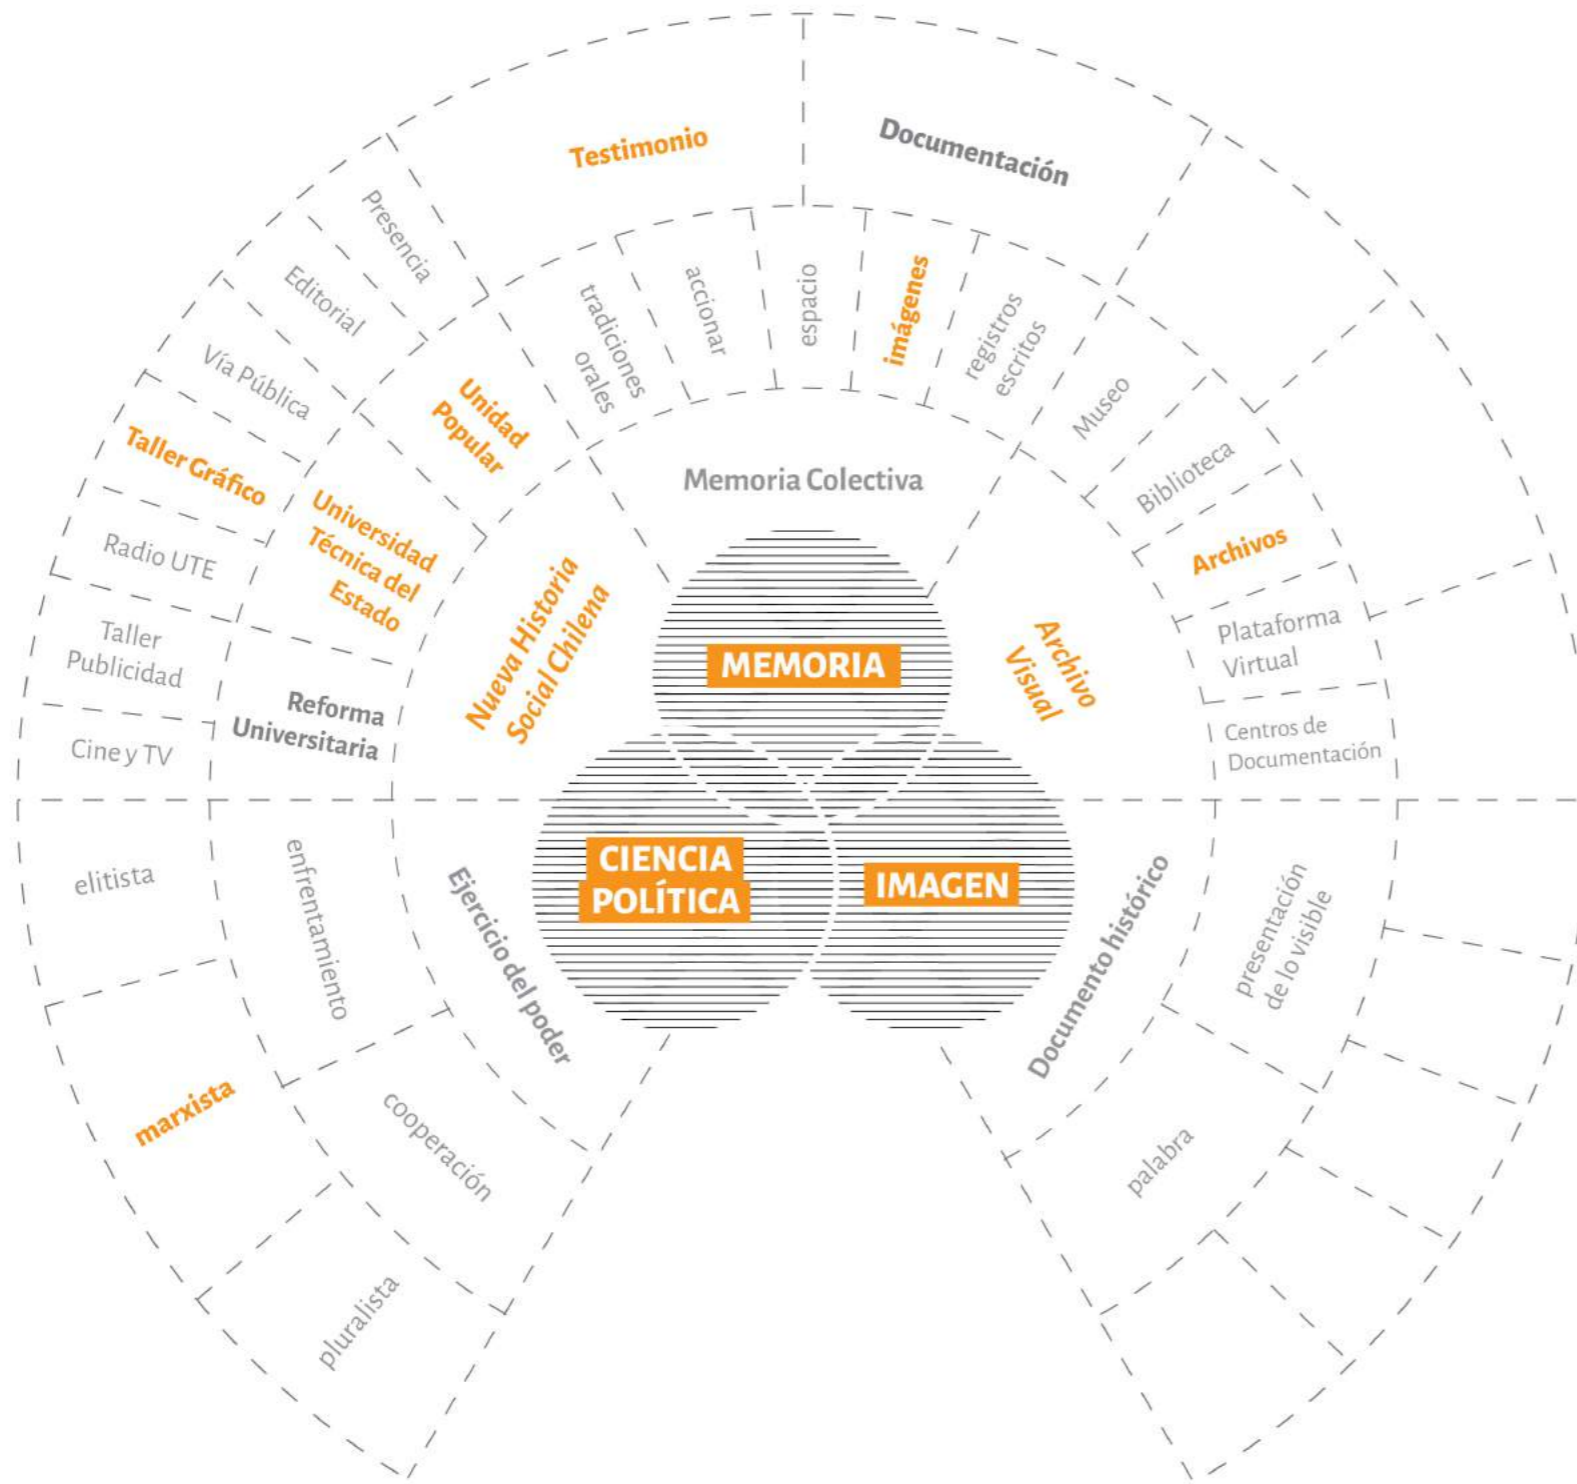 Testimonio
Documentación
Presencia
Editorial
Vía Pública
Taller Gráfico
Radio UTE
Taller
Publicidad
Cine y TV
Unidad
Popular
Universidad
Técnica del
Estado
Reforma
Universitaria
tradiciones
orales
accionar
espacio
imágenes
registros
escritos
Museo
Biblioteca
Archivos
Plataforma
Virtual
Centros de
Documentación
Memoria Colectiva
Nueva Historia
Social Chilena
Archivo
Visual
MEMORIA
CIENCIA
POLÍTICA
IMAGEN
elitista
enfrentamiento
Ejercicio del poder
marxista
cooperación
pluralista
Documento histórico
presentación
de lo visible
palabra